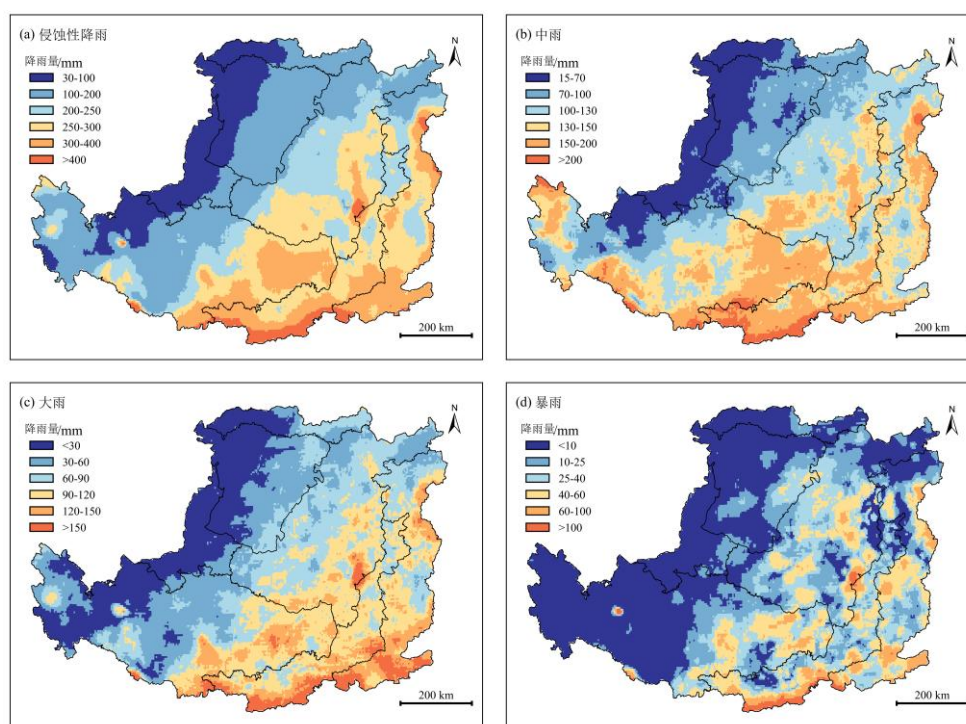 (a) 侵蚀性降雨
N
降雨量/mm
30-100
100-200
200-250
250-300
300-400
>400
200 km
(b) 中雨
N
降雨量/mm
15-70
70-100
100-130
130-150
150-200
>200
200 km
(c) 大雨
N
降雨量/mm
<30
30-60
60-90
90-120
120-150
>150
200 km
(d) 暴雨
N
降雨量/mm
<10
10-25
25-40
40-60
60-100
>100
200 km